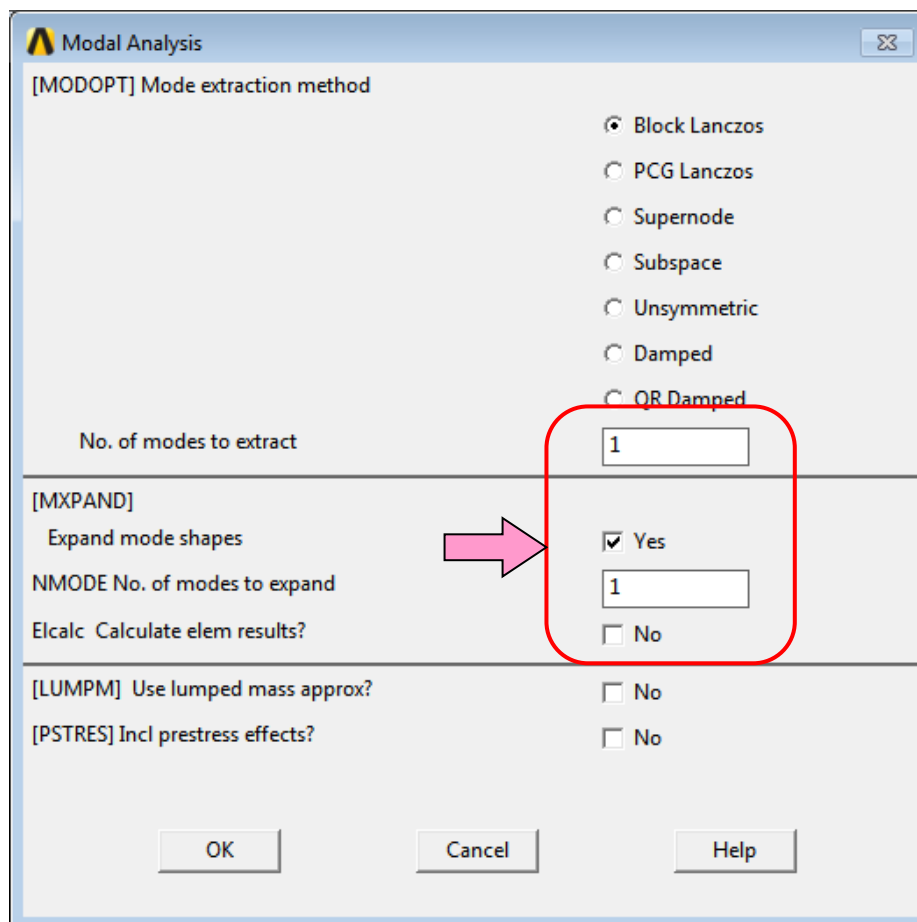 Modal Analysis
[MODOPT] Mode extraction method
Block Lanczos
PCG Lanczos
Supernode
Subspace
Unsymmetric
Damped
QR Damped
No. of modes to extract 1
[MXPAND]
Expand mode shapes Yes
NMODE No. of modes to expand 1
Elcalc Calculate elem results? No
[LUMPM] Use lumped mass approx? No
[PSTRES] Incl prestress effects? No
OK Cancel Help